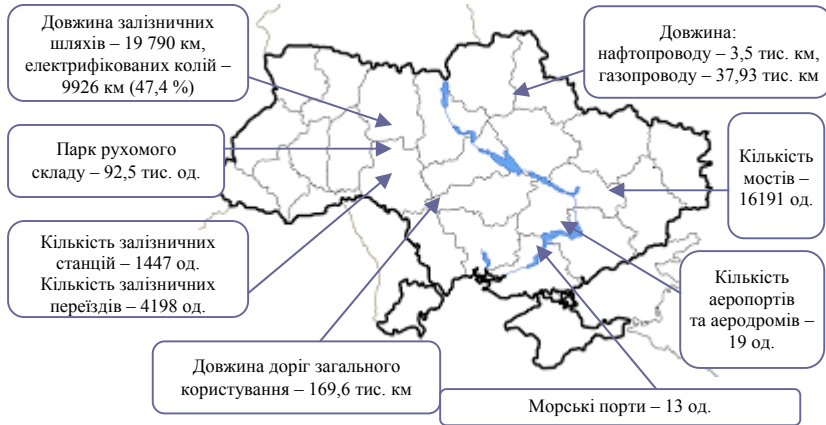 Довжина залізничних
шляхів – 19 790 км,
електрифікованих колій –
9926 км (47,4 %)
Довжина:
нафтопроводу – 3,5 тис. км,
газопроводу – 37,93 тис. км
Парк рухомого
складу – 92,5 тис. од.
Кількість
мостів –
16191 од.
Кількість залізничних
станцій – 1447 од.
Кількість залізничних
переїздів – 4198 од.
Кількість
аеропортів
та аеродромів –
19 од.
Довжина доріг загального
користування – 169,6 тис. км
Морські порти – 13 од.